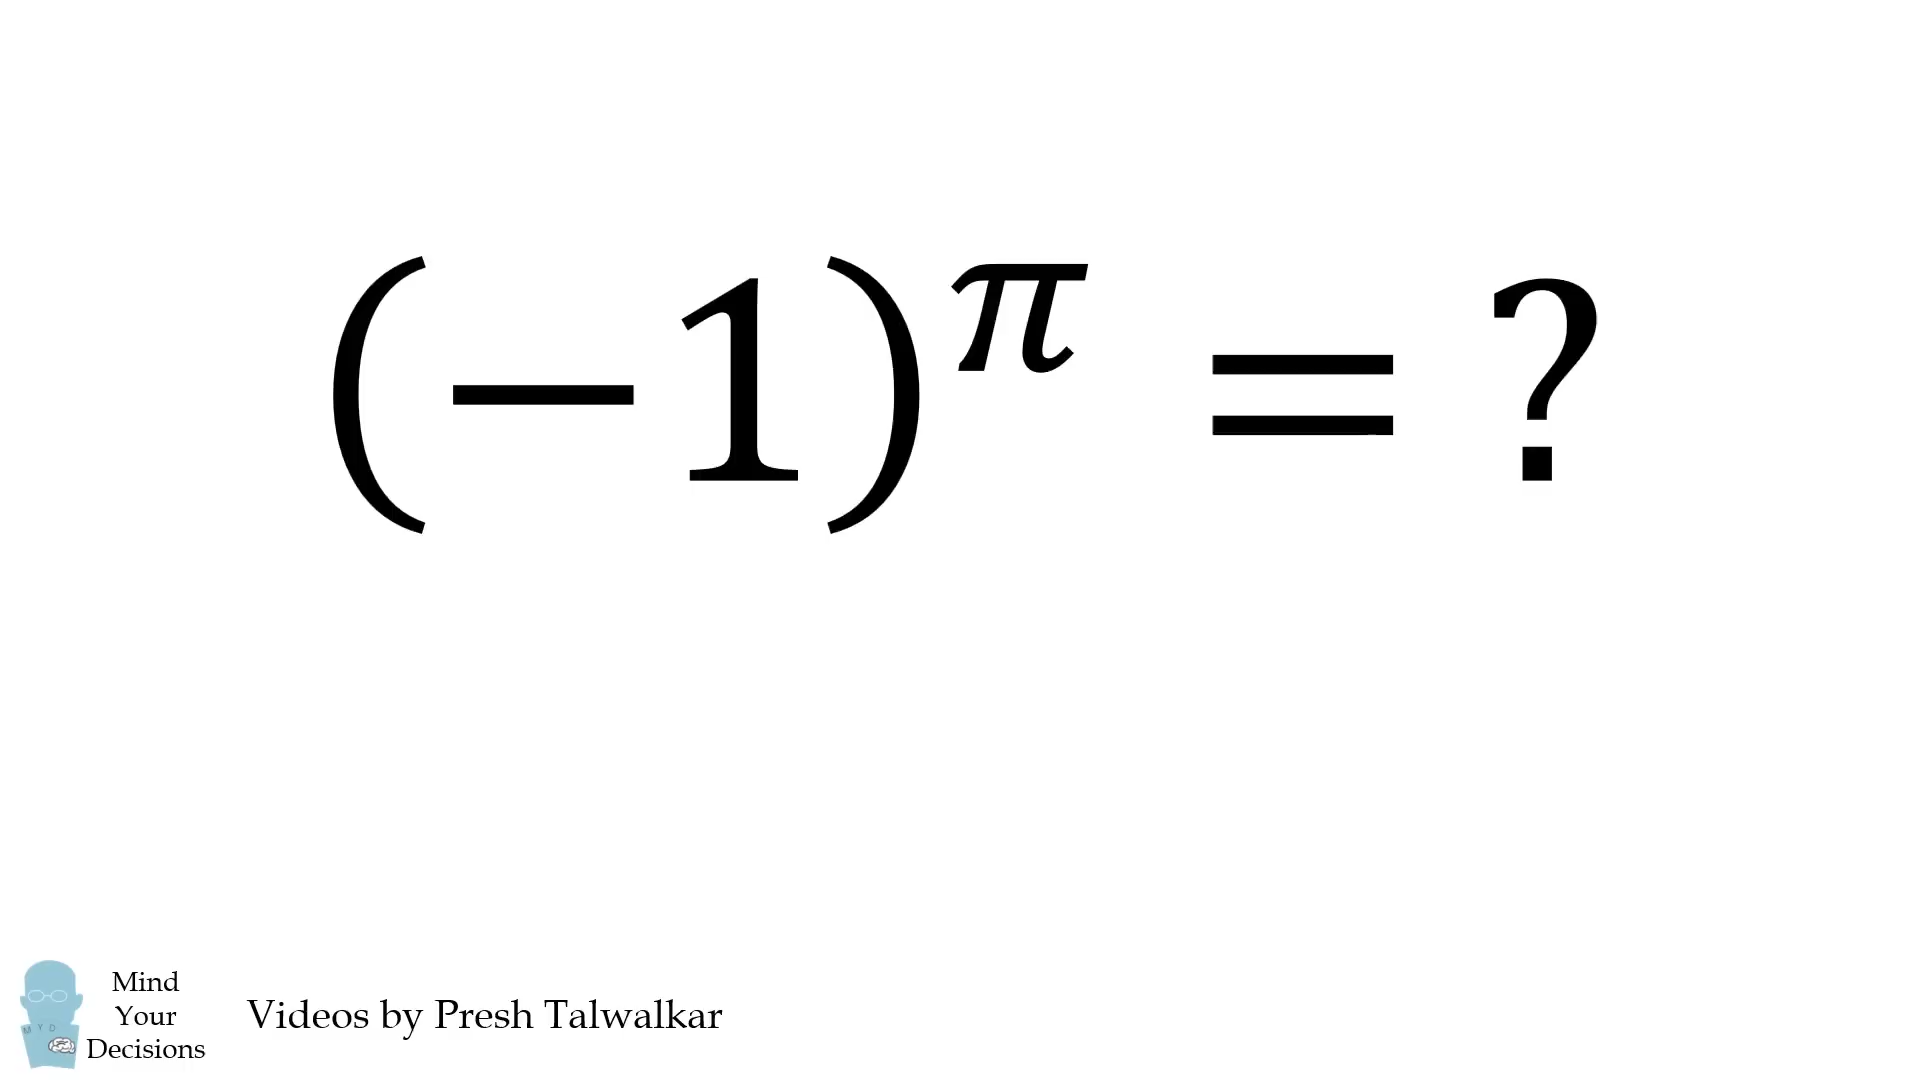 (−1)^π = ?
Mind
Your
Decisions
M Y D
Videos by Presh Talwalkar